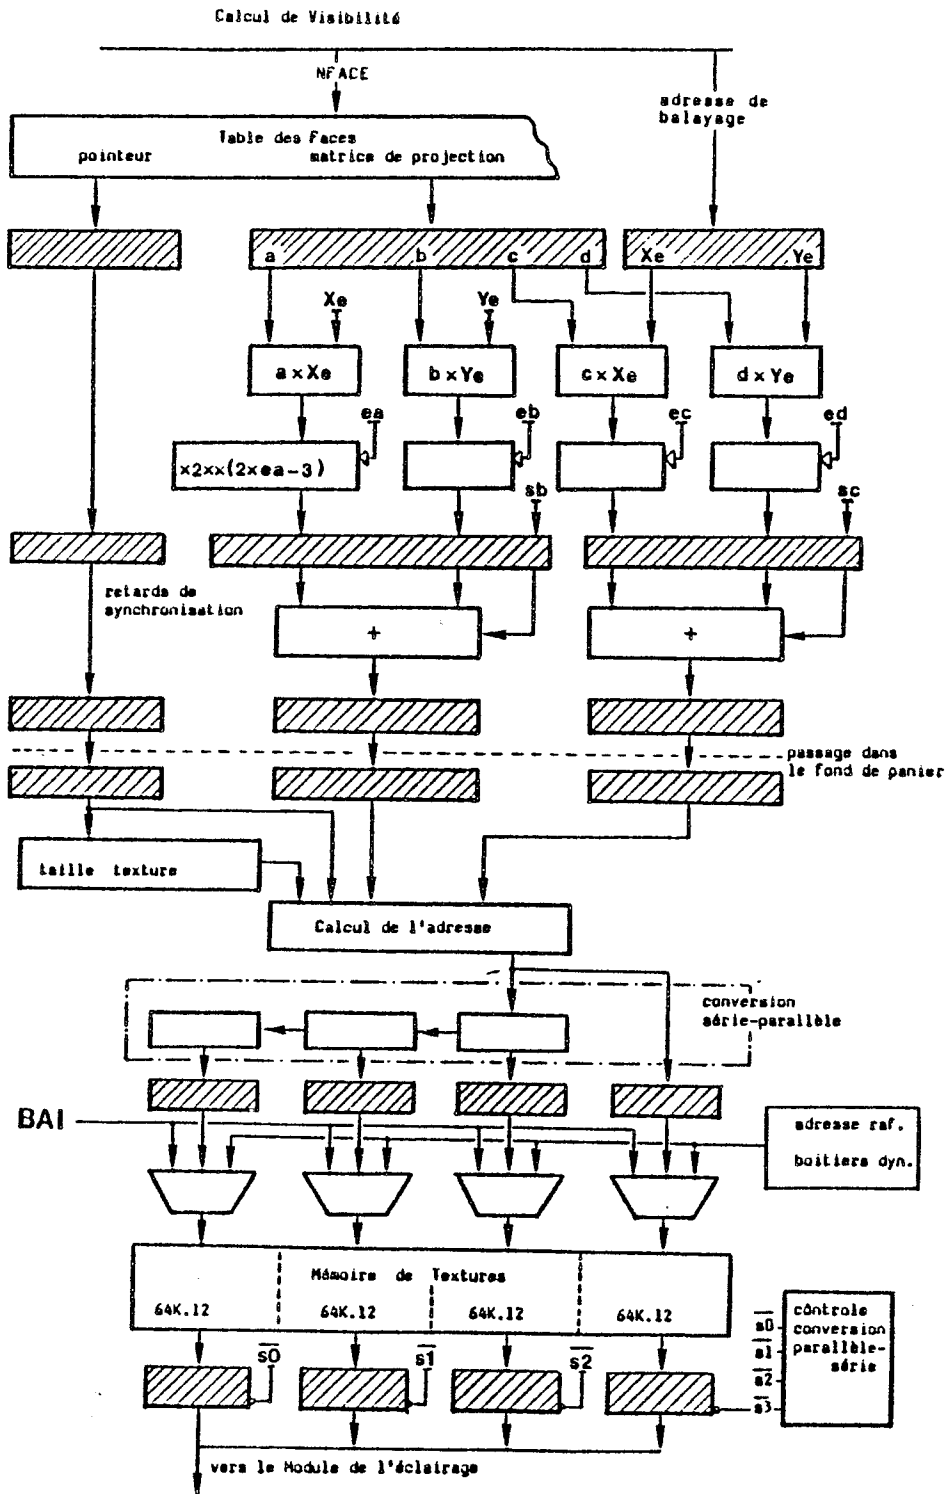 Calcul de Visibilité
NFACE
adresse de
balayage
Table des Faces
pointeur matrice de projection
a b c d Xe Ye
Xe Ye
a×Xe b×Ye c×Xe d×Ye
ea eb ec ed
×2××(2×ea-3)
sb sc
retards de
synchronisation
+ +
passage dans
le fond de panier
taille texture
Calcul de l'adresse
conversion
série-parallèle
BAI
adresse raf.
boitiers dyn.
Mémoire de Textures
64K.12 64K.12 64K.12 64K.12
côntrole
conversion
parallèle-
série
s0 s1 s2
s0
s1
s2
s3
vers le Module de l'éclairage